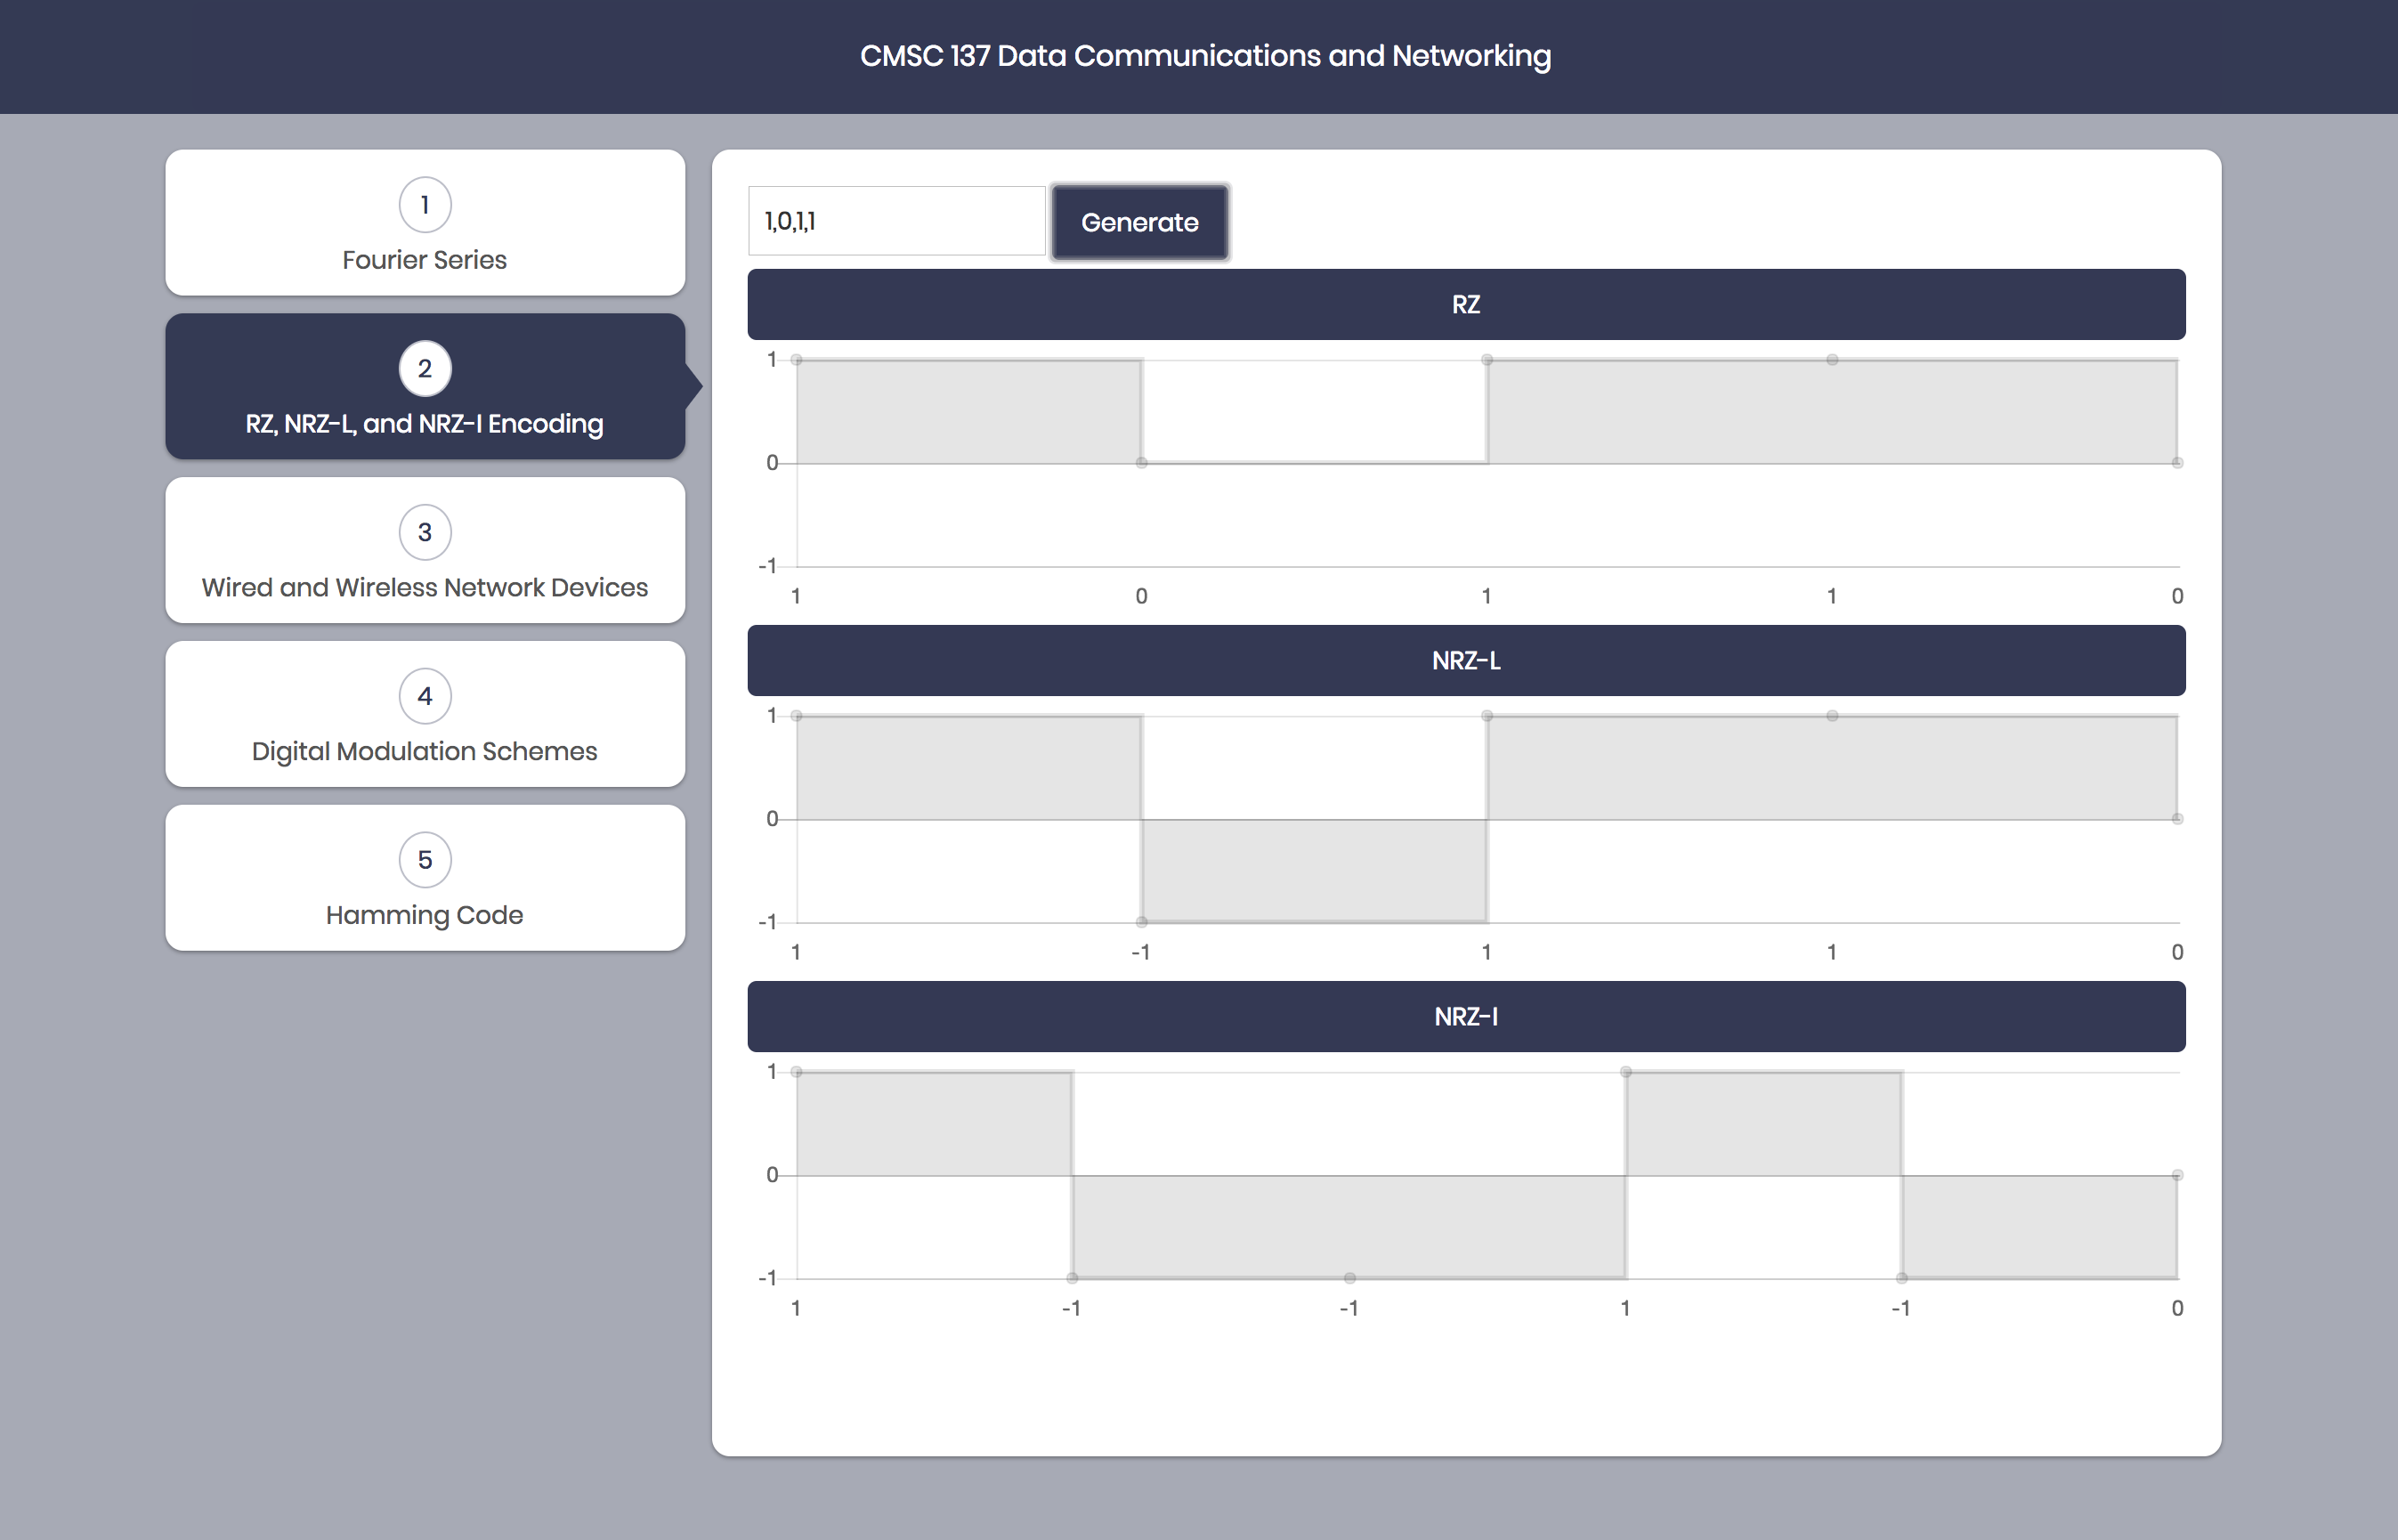 CMSC 137 Data Communications and Networking
1
Fourier Series
2
RZ, NRZ-L, and NRZ-I Encoding
3
Wired and Wireless Network Devices
4
Digital Modulation Schemes
5
Hamming Code
1,0,1,1
Generate
RZ
1
0
-1
1 0 1 1 0
NRZ-L
1
0
-1
1 -1 1 1 0
NRZ-I
1
0
-1
1 -1 -1 1 -1 0